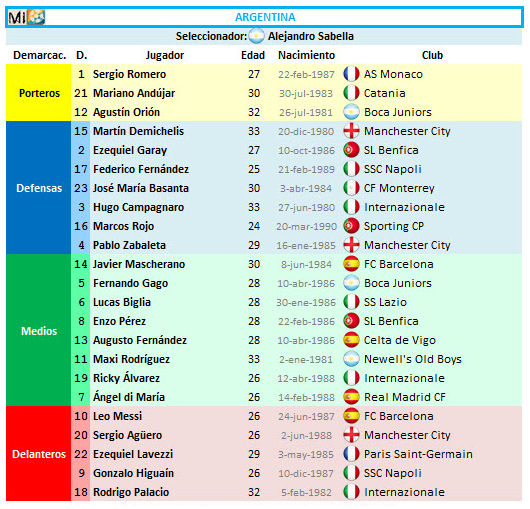 Mi
ARGENTINA
Seleccionador: Alejandro Sabella
Demarcac. D. Jugador Edad Nacimiento Club
Porteros
1 Sergio Romero 27 22-feb-1987 AS Monaco
21 Mariano Andújar 30 30-jul-1983 Catania
12 Agustín Orión 32 26-jul-1981 Boca Juniors
Defensas
15 Martín Demichelis 33 20-dic-1980 Manchester City
2 Ezequiel Garay 27 10-oct-1986 SL Benfica
17 Federico Fernández 25 21-feb-1989 SSC Napoli
23 José María Basanta 30 3-abr-1984 CF Monterrey
3 Hugo Campagnaro 33 27-jun-1980 Internazionale
16 Marcos Rojo 24 20-mar-1990 Sporting CP
4 Pablo Zabaleta 29 16-ene-1985 Manchester City
Medios
14 Javier Mascherano 30 8-jun-1984 FC Barcelona
5 Fernando Gago 28 10-abr-1986 Boca Juniors
6 Lucas Biglia 28 30-ene-1986 SS Lazio
8 Enzo Pérez 28 22-feb-1986 SL Benfica
13 Augusto Fernández 28 10-abr-1986 Celta de Vigo
11 Maxi Rodríguez 33 2-ene-1981 Newell's Old Boys
19 Ricky Álvarez 26 12-abr-1988 Internazionale
7 Ángel di María 26 14-feb-1988 Real Madrid CF
Delanteros
10 Leo Messi 26 24-jun-1987 FC Barcelona
20 Sergio Agüero 26 2-jun-1988 Manchester City
22 Ezequiel Lavezzi 29 3-may-1985 Paris Saint-Germain
9 Gonzalo Higuaín 26 10-dic-1987 SSC Napoli
18 Rodrigo Palacio 32 5-feb-1982 Internazionale